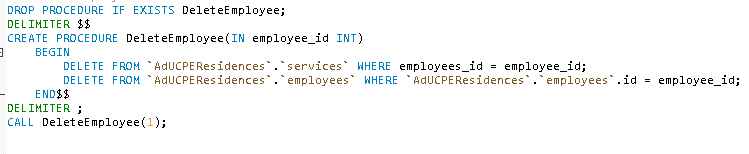 DROP PROCEDURE IF EXISTS DeleteEmployee;
DELIMITER $$
CREATE PROCEDURE DeleteEmployee(IN employee_id INT)
BEGIN
DELETE FROM `AdUCPEResidences`.`services` WHERE employees_id = employee_id;
DELETE FROM `AdUCPEResidences`.`employees` WHERE `AdUCPEResidences`.`employees`.id = employee_id;
END$$
DELIMITER ;
CALL DeleteEmployee(1);